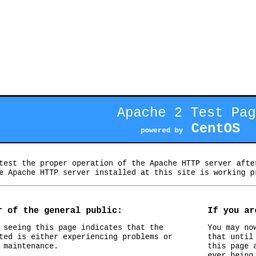 Apache 2 Test Pag
powered by CentOS
test the proper operation of the Apache HTTP server after
e Apache HTTP server installed at this site is working pr
r of the general public:
seeing this page indicates that the
ted is either experiencing problems or
maintenance.
If you are
You may now
that until
this page a
ever being